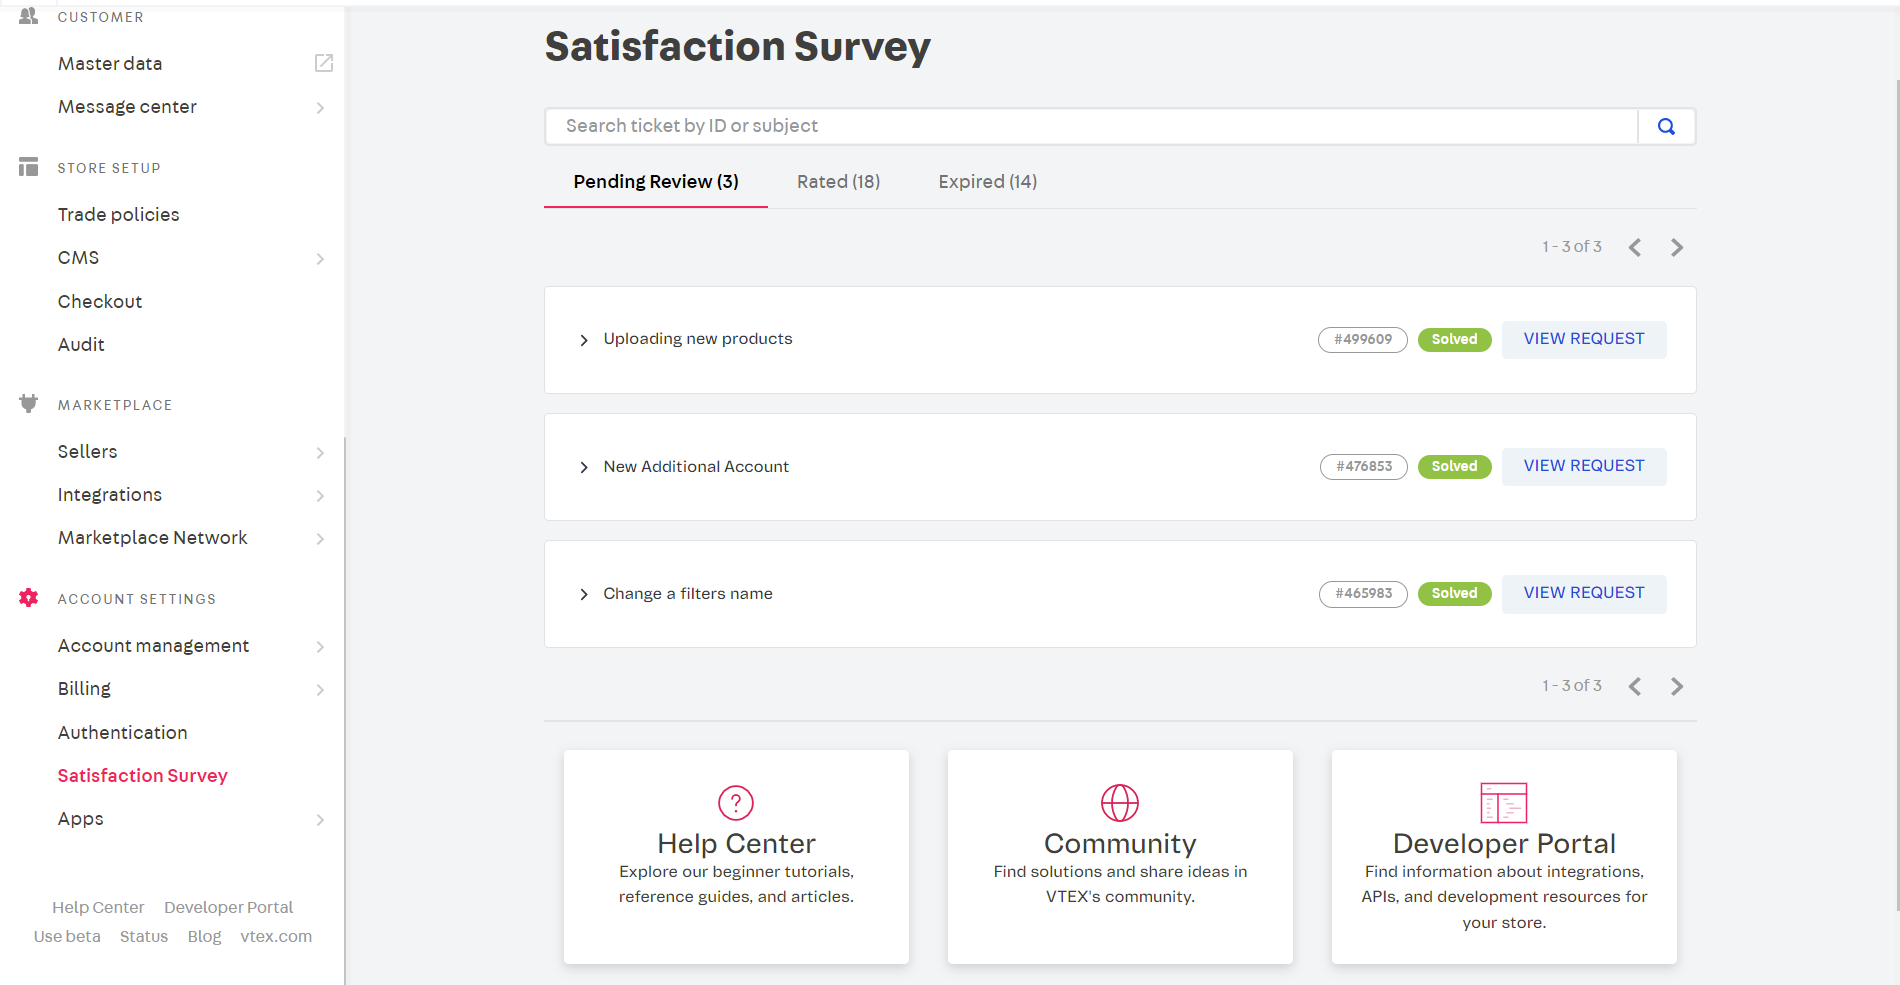 CUSTOMER
Master data
Message center
STORE SETUP
Trade policies
CMS
Checkout
Audit
MARKETPLACE
Sellers
Integrations
Marketplace Network
ACCOUNT SETTINGS
Account management
Billing
Authentication
Satisfaction Survey
Apps
Help Center Developer Portal
Use beta Status Blog vtex.com
Satisfaction Survey
Search ticket by ID or subject
Pending Review (3) Rated (18) Expired (14)
1 - 3 of 3
Uploading new products #499609 Solved VIEW REQUEST
New Additional Account #476853 Solved VIEW REQUEST
Change a filters name #465983 Solved VIEW REQUEST
1 - 3 of 3
Help Center
Explore our beginner tutorials,
reference guides, and articles.
Community
Find solutions and share ideas in
VTEX's community.
Developer Portal
Find information about integrations,
APIs, and development resources for
your store.